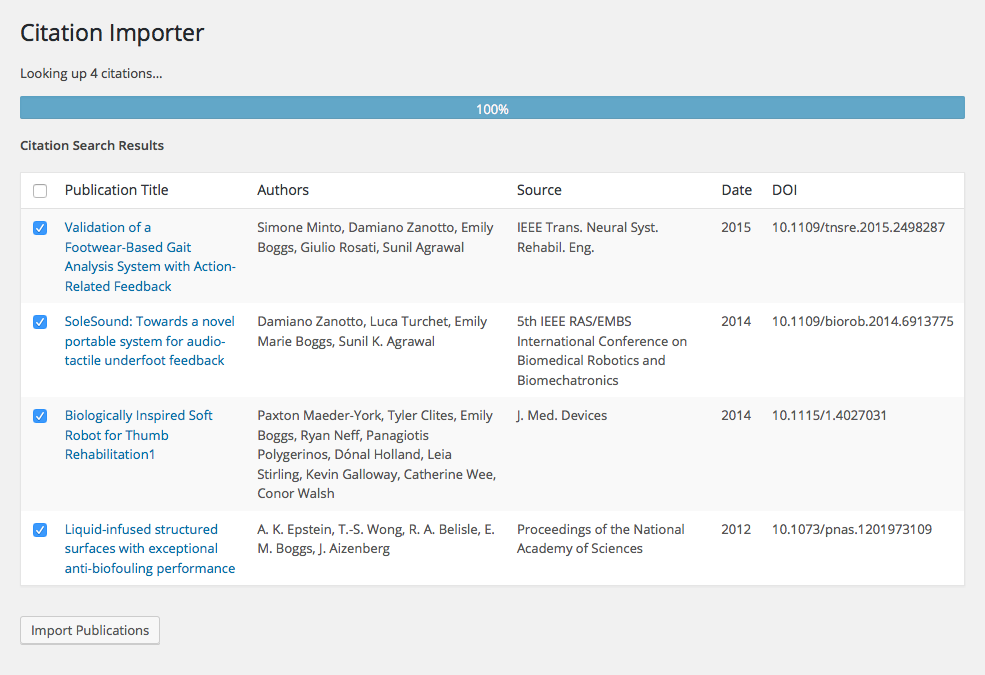 Citation Importer
Looking up 4 citations...
100%
Citation Search Results
Publication Title Authors Source Date DOI
Validation of a
Footwear-Based Gait
Analysis System with Action-
Related Feedback
Simone Minto, Damiano Zanotto, Emily
Boggs, Giulio Rosati, Sunil Agrawal
IEEE Trans. Neural Syst.
Rehabil. Eng.
2015
10.1109/tnsre.2015.2498287
SoleSound: Towards a novel
portable system for audio-
tactile underfoot feedback
Damiano Zanotto, Luca Turchet, Emily
Marie Boggs, Sunil K. Agrawal
5th IEEE RAS/EMBS
International Conference on
Biomedical Robotics and
Biomechatronics
2014
10.1109/biorob.2014.6913775
Biologically Inspired Soft
Robot for Thumb
Rehabilitation1
Paxton Maeder-York, Tyler Clites, Emily
Boggs, Ryan Neff, Panagiotis
Polygerinos, Dónal Holland, Leia
Stirling, Kevin Galloway, Catherine Wee,
Conor Walsh
J. Med. Devices
2014
10.1115/1.4027031
Liquid-infused structured
surfaces with exceptional
anti-biofouling performance
A. K. Epstein, T.-S. Wong, R. A. Belisle, E.
M. Boggs, J. Aizenberg
Proceedings of the National
Academy of Sciences
2012
10.1073/pnas.1201973109
Import Publications